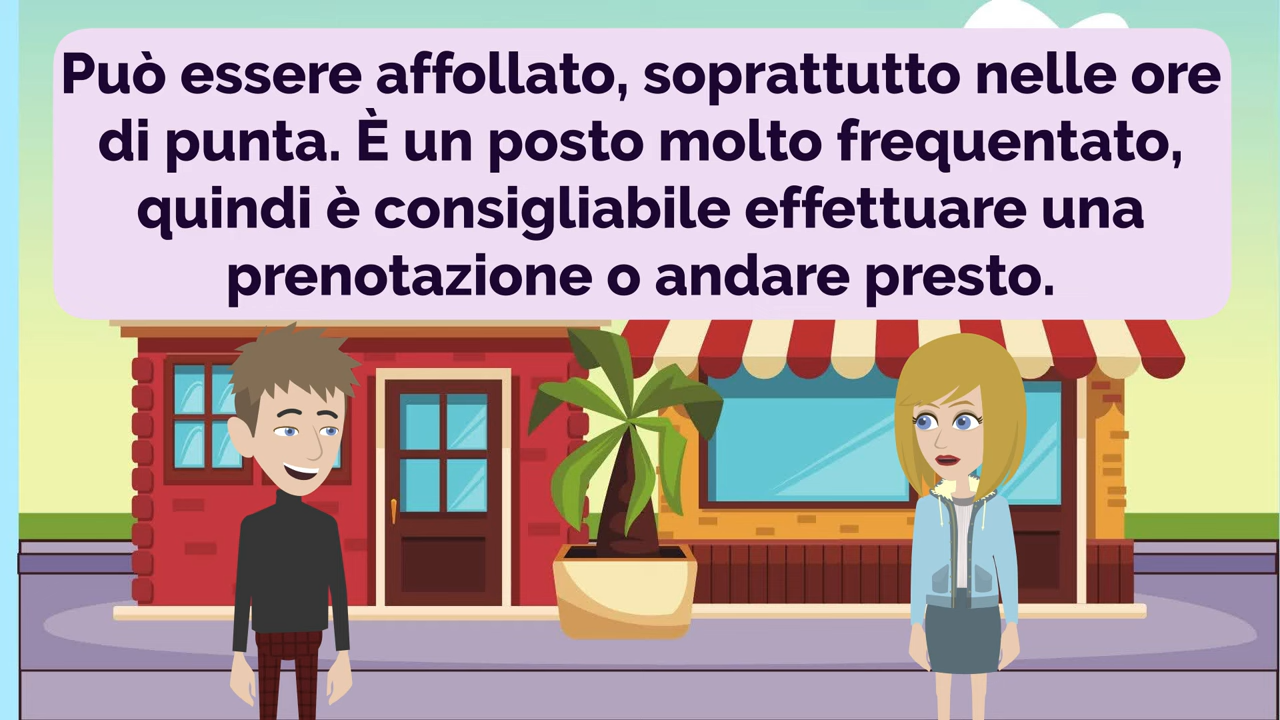 Può essere affollato, soprattutto nelle ore
di punta. È un posto molto frequentato,
quindi è consigliabile effettuare una
prenotazione o andare presto.